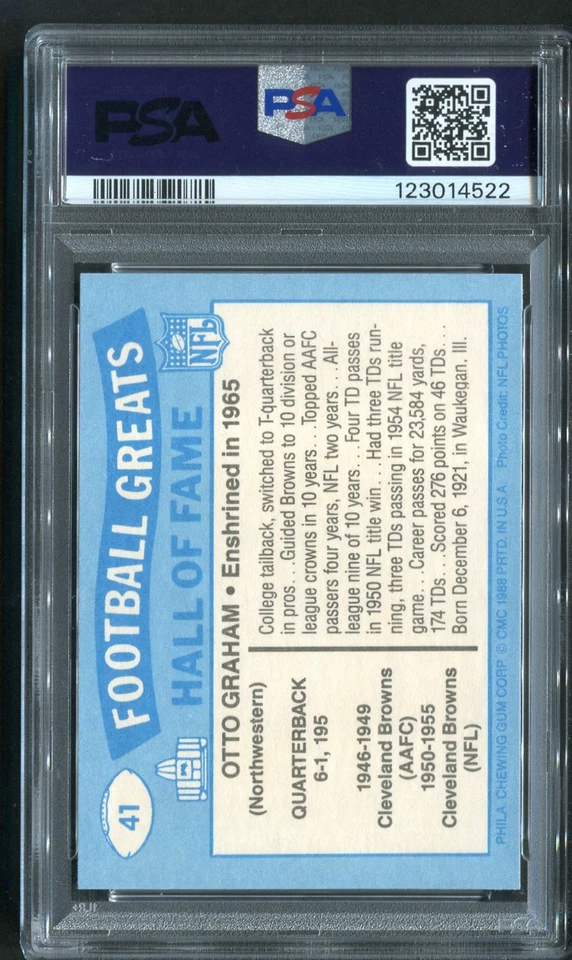 PSA
PSA
123014522
41
FOOTBALL GREATS
HALL OF FAME
NFL
OTTO GRAHAM • Enshrined in 1965
(Northwestern)
QUARTERBACK
6-1, 195
1946-1949
Cleveland Browns
(AAFC)
1950-1955
Cleveland Browns
(NFL)
College tailback, switched to T-quarterback
in pros...Guided Browns to 10 division or
league crowns in 10 years...Topped AAFC
passers four years, NFL two years...All-
league nine of 10 years...Four TD passes
in 1950 NFL title win...Had three TDs run-
ning, three TDs passing in 1954 NFL title
game...Career passes for 23,584 yards,
174 TDs...Scored 276 points on 46 TDs....
Born December 6, 1921, in Waukegan, Ill.
PHILA. CHEWING GUM CORP. © CMC 1988 PRTD. IN U.S.A. Photo Credit: NFL PHOTOS